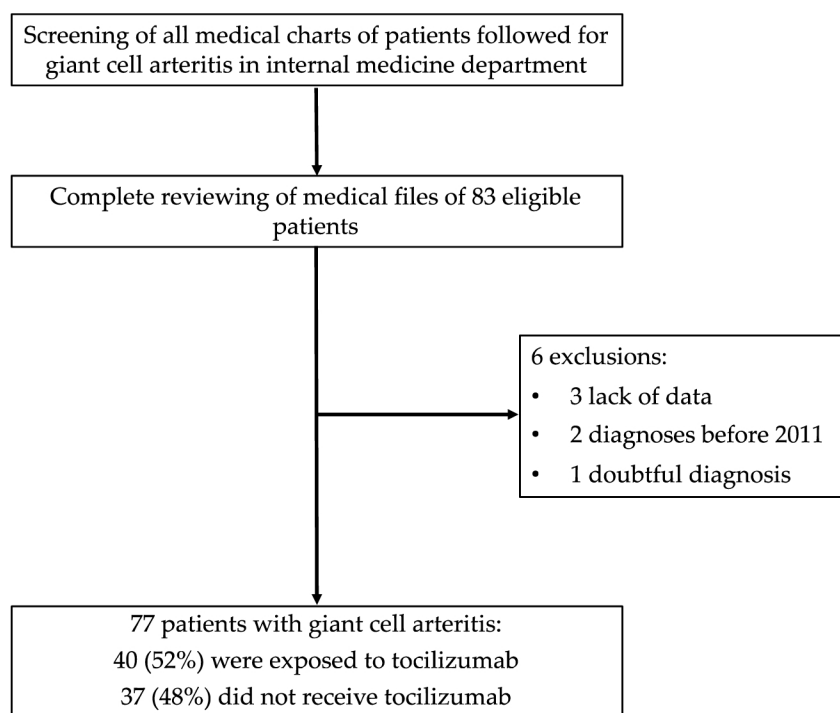 Screening of all medical charts of patients followed for
giant cell arteritis in internal medicine department
Complete reviewing of medical files of 83 eligible
patients
6 exclusions:
• 3 lack of data
• 2 diagnoses before 2011
• 1 doubtful diagnosis
77 patients with giant cell arteritis:
40 (52%) were exposed to tocilizumab
37 (48%) did not receive tocilizumab